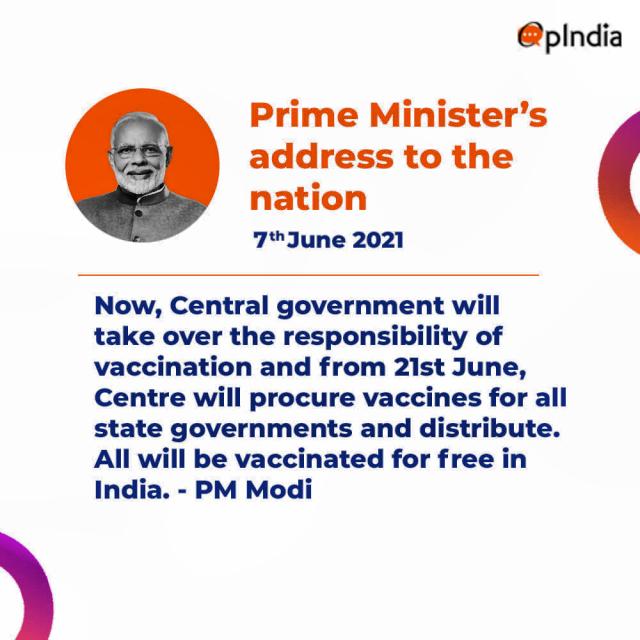 OpIndia
Prime Minister's
address to the
nation
7th June 2021
Now, Central government will
take over the responsibility of
vaccination and from 21st June,
Centre will procure vaccines for all
state governments and distribute.
All will be vaccinated for free in
India. - PM Modi